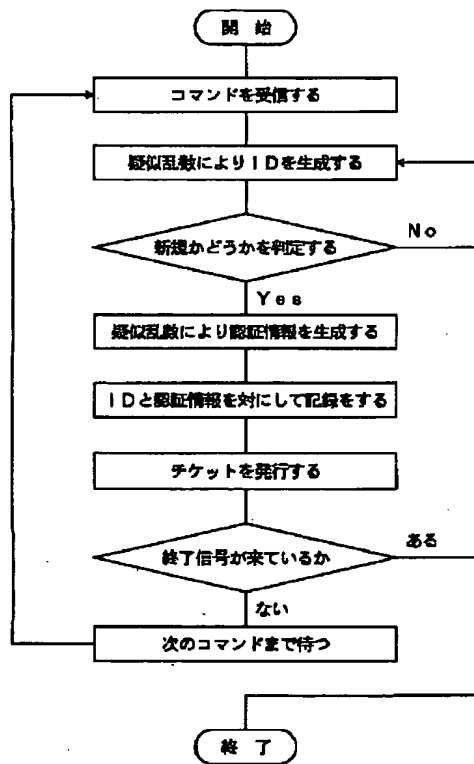 開 始
コマンドを受信する
疑似乱数によりＩＤを生成する
新規かどうかを判定する
Ｎｏ
Ｙｅｓ
疑似乱数により認証情報を生成する
ＩＤと認証情報を対にして記録をする
チケットを発行する
終了信号が来ているか
ある
ない
次のコマンドまで待つ
終 了